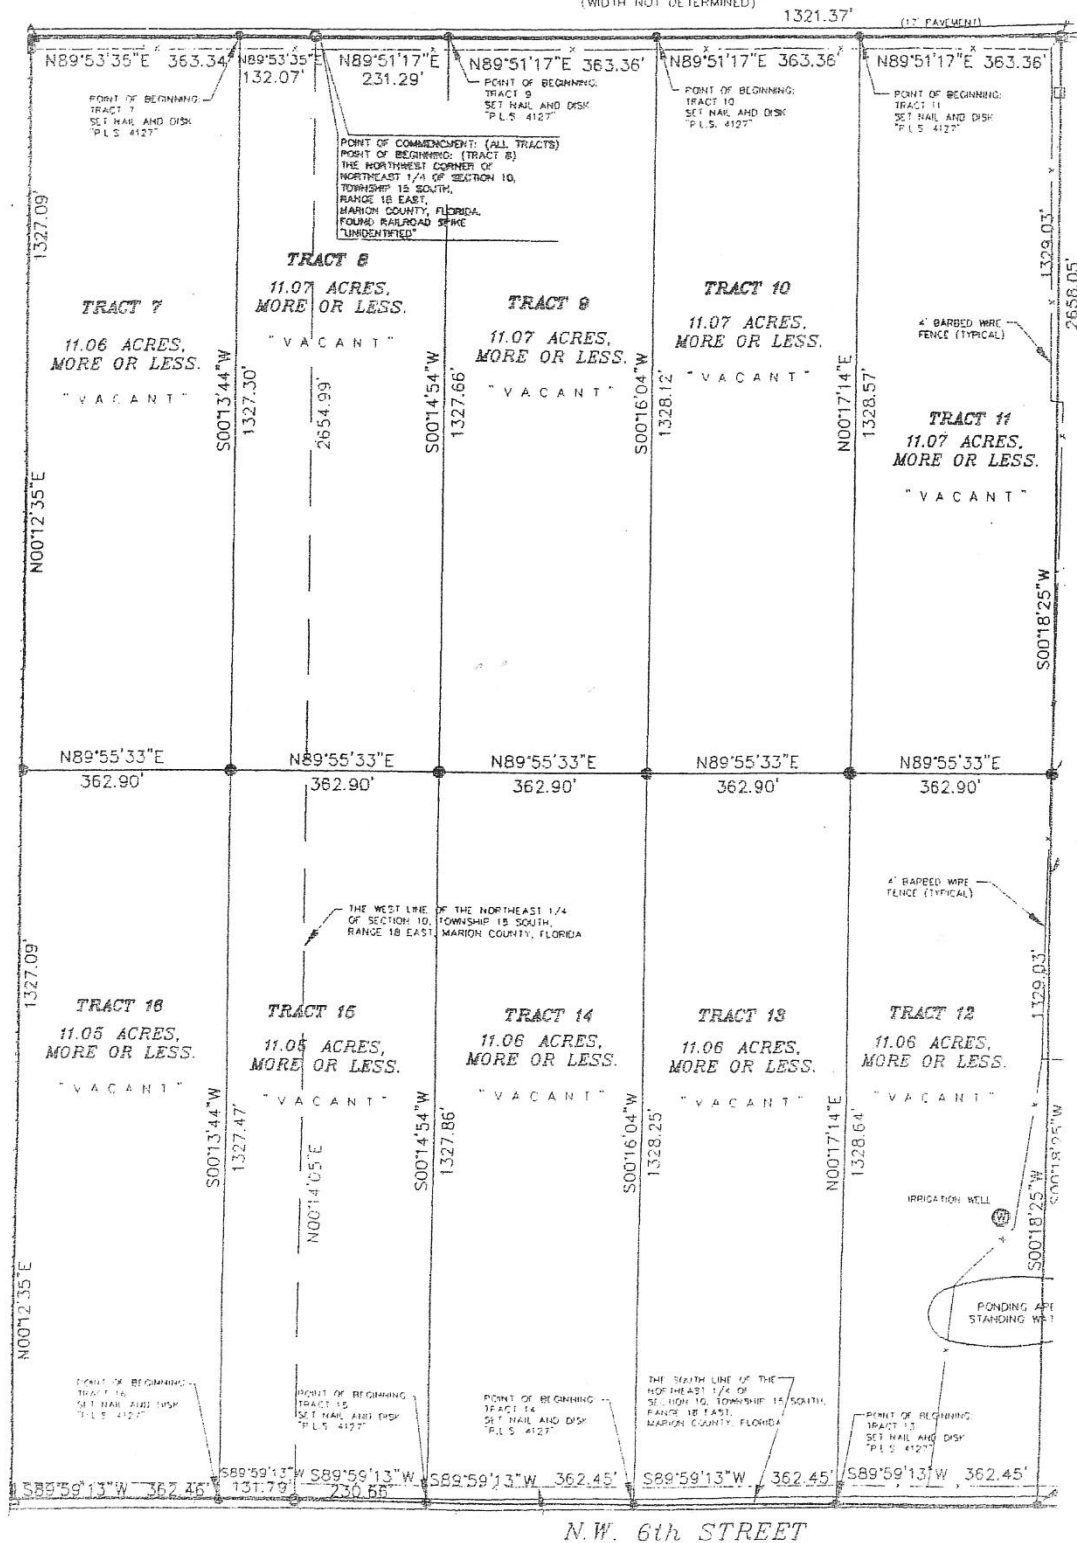 (WIDTH NOT DETERMINED)
1321.37'
(12' PAVEMENT)
N89°53'35"E 363.34'
N89°53'35"E
132.07'
N89°51'17"E
231.29'
N89°51'17"E 363.36'
N89°51'17"E 363.36'
N89°51'17"E 363.36'
POINT OF BEGINNING:
TRACT 7
SET NAIL AND DISK
"P.L.S. 4127"
POINT OF BEGINNING:
TRACT 9
SET NAIL AND DISK
"P.L.S. 4127"
POINT OF BEGINNING:
TRACT 10
SET NAIL AND DISK
"P.L.S. 4127"
POINT OF BEGINNING:
TRACT 11
SET NAIL AND DISK
"P.L.S. 4127"
POINT OF COMMENCEMENT: (ALL TRACTS)
POINT OF BEGINNING: (TRACT 8)
THE NORTHWEST CORNER OF
NORTHEAST 1/4 OF SECTION 10,
TOWNSHIP 15 SOUTH,
RANGE 18 EAST,
MARION COUNTY, FLORIDA.
FOUND RAILROAD SPIKE
"UNIDENTIFIED"
1327.09'
N00°12'35"E
TRACT 7
11.06 ACRES,
MORE OR LESS.
"VACANT"
S00°13'44"W
1327.30'
TRACT 8
11.07 ACRES,
MORE OR LESS.
"VACANT"
2654.99'
S00°14'54"W
1327.66'
TRACT 9
11.07 ACRES,
MORE OR LESS.
"VACANT"
S00°16'04"W
1328.12'
TRACT 10
11.07 ACRES,
MORE OR LESS.
"VACANT"
N00°17'14"E
1328.57'
4' BARBED WIRE
FENCE (TYPICAL)
TRACT 11
11.07 ACRES,
MORE OR LESS.
"VACANT"
1329.03'
2658.05'
S00°18'25"W
N89°55'33"E
362.90'
N89°55'33"E
362.90'
N89°55'33"E
362.90'
N89°55'33"E
362.90'
N89°55'33"E
362.90'
4' BARBED WIRE
FENCE (TYPICAL)
THE WEST LINE OF THE NORTHEAST 1/4
OF SECTION 10, TOWNSHIP 15 SOUTH,
RANGE 18 EAST, MARION COUNTY, FLORIDA
1327.09'
N00°12'35"E
TRACT 16
11.05 ACRES,
MORE OR LESS.
"VACANT"
S00°13'44"W
1327.47'
TRACT 15
11.05 ACRES,
MORE OR LESS.
"VACANT"
N00°14'05"E
S00°14'54"W
1327.86'
TRACT 14
11.06 ACRES,
MORE OR LESS.
"VACANT"
S00°16'04"W
1328.25'
TRACT 13
11.06 ACRES,
MORE OR LESS.
"VACANT"
N00°17'14"E
1328.64'
TRACT 12
11.06 ACRES,
MORE OR LESS.
"VACANT"
1329.03'
S00°18'25"W
S00°18'25"W
IRRIGATION WELL
W
PONDING ARE
STANDING WAT
POINT OF BEGINNING
TRACT 16
SET NAIL AND DISK
"P.L.S. 4127"
POINT OF BEGINNING
TRACT 15
SET NAIL AND DISK
"P.L.S. 4127"
POINT OF BEGINNING:
TRACT 14
SET NAIL AND DISK
"P.L.S. 4127"
THE SOUTH LINE OF THE
NORTHEAST 1/4 OF
SECTION 10, TOWNSHIP 15 SOUTH,
RANGE 18 EAST,
MARION COUNTY, FLORIDA
POINT OF BEGINNING:
TRACT 13
SET NAIL AND DISK
"P.L.S. 4127"
S89°59'13"W 362.46'
S89°59'13"W
131.79'
S89°59'13"W
230.66'
S89°59'13"W 362.45'
S89°59'13"W 362.45'
S89°59'13"W 362.45'
N.W. 6th STREET